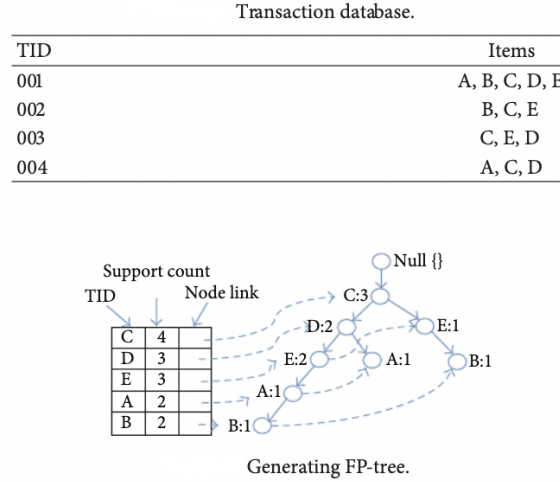 Transaction database.
TID Items
001 A, B, C, D, E
002 B, C, E
003 C, E, D
004 A, C, D
Null {}
Support count
TID Node link
C:3
C 4
D 3
E 3
A 2
B 2
D:2
E:1
E:2
A:1
B:1
A:1
B:1
Generating FP-tree.